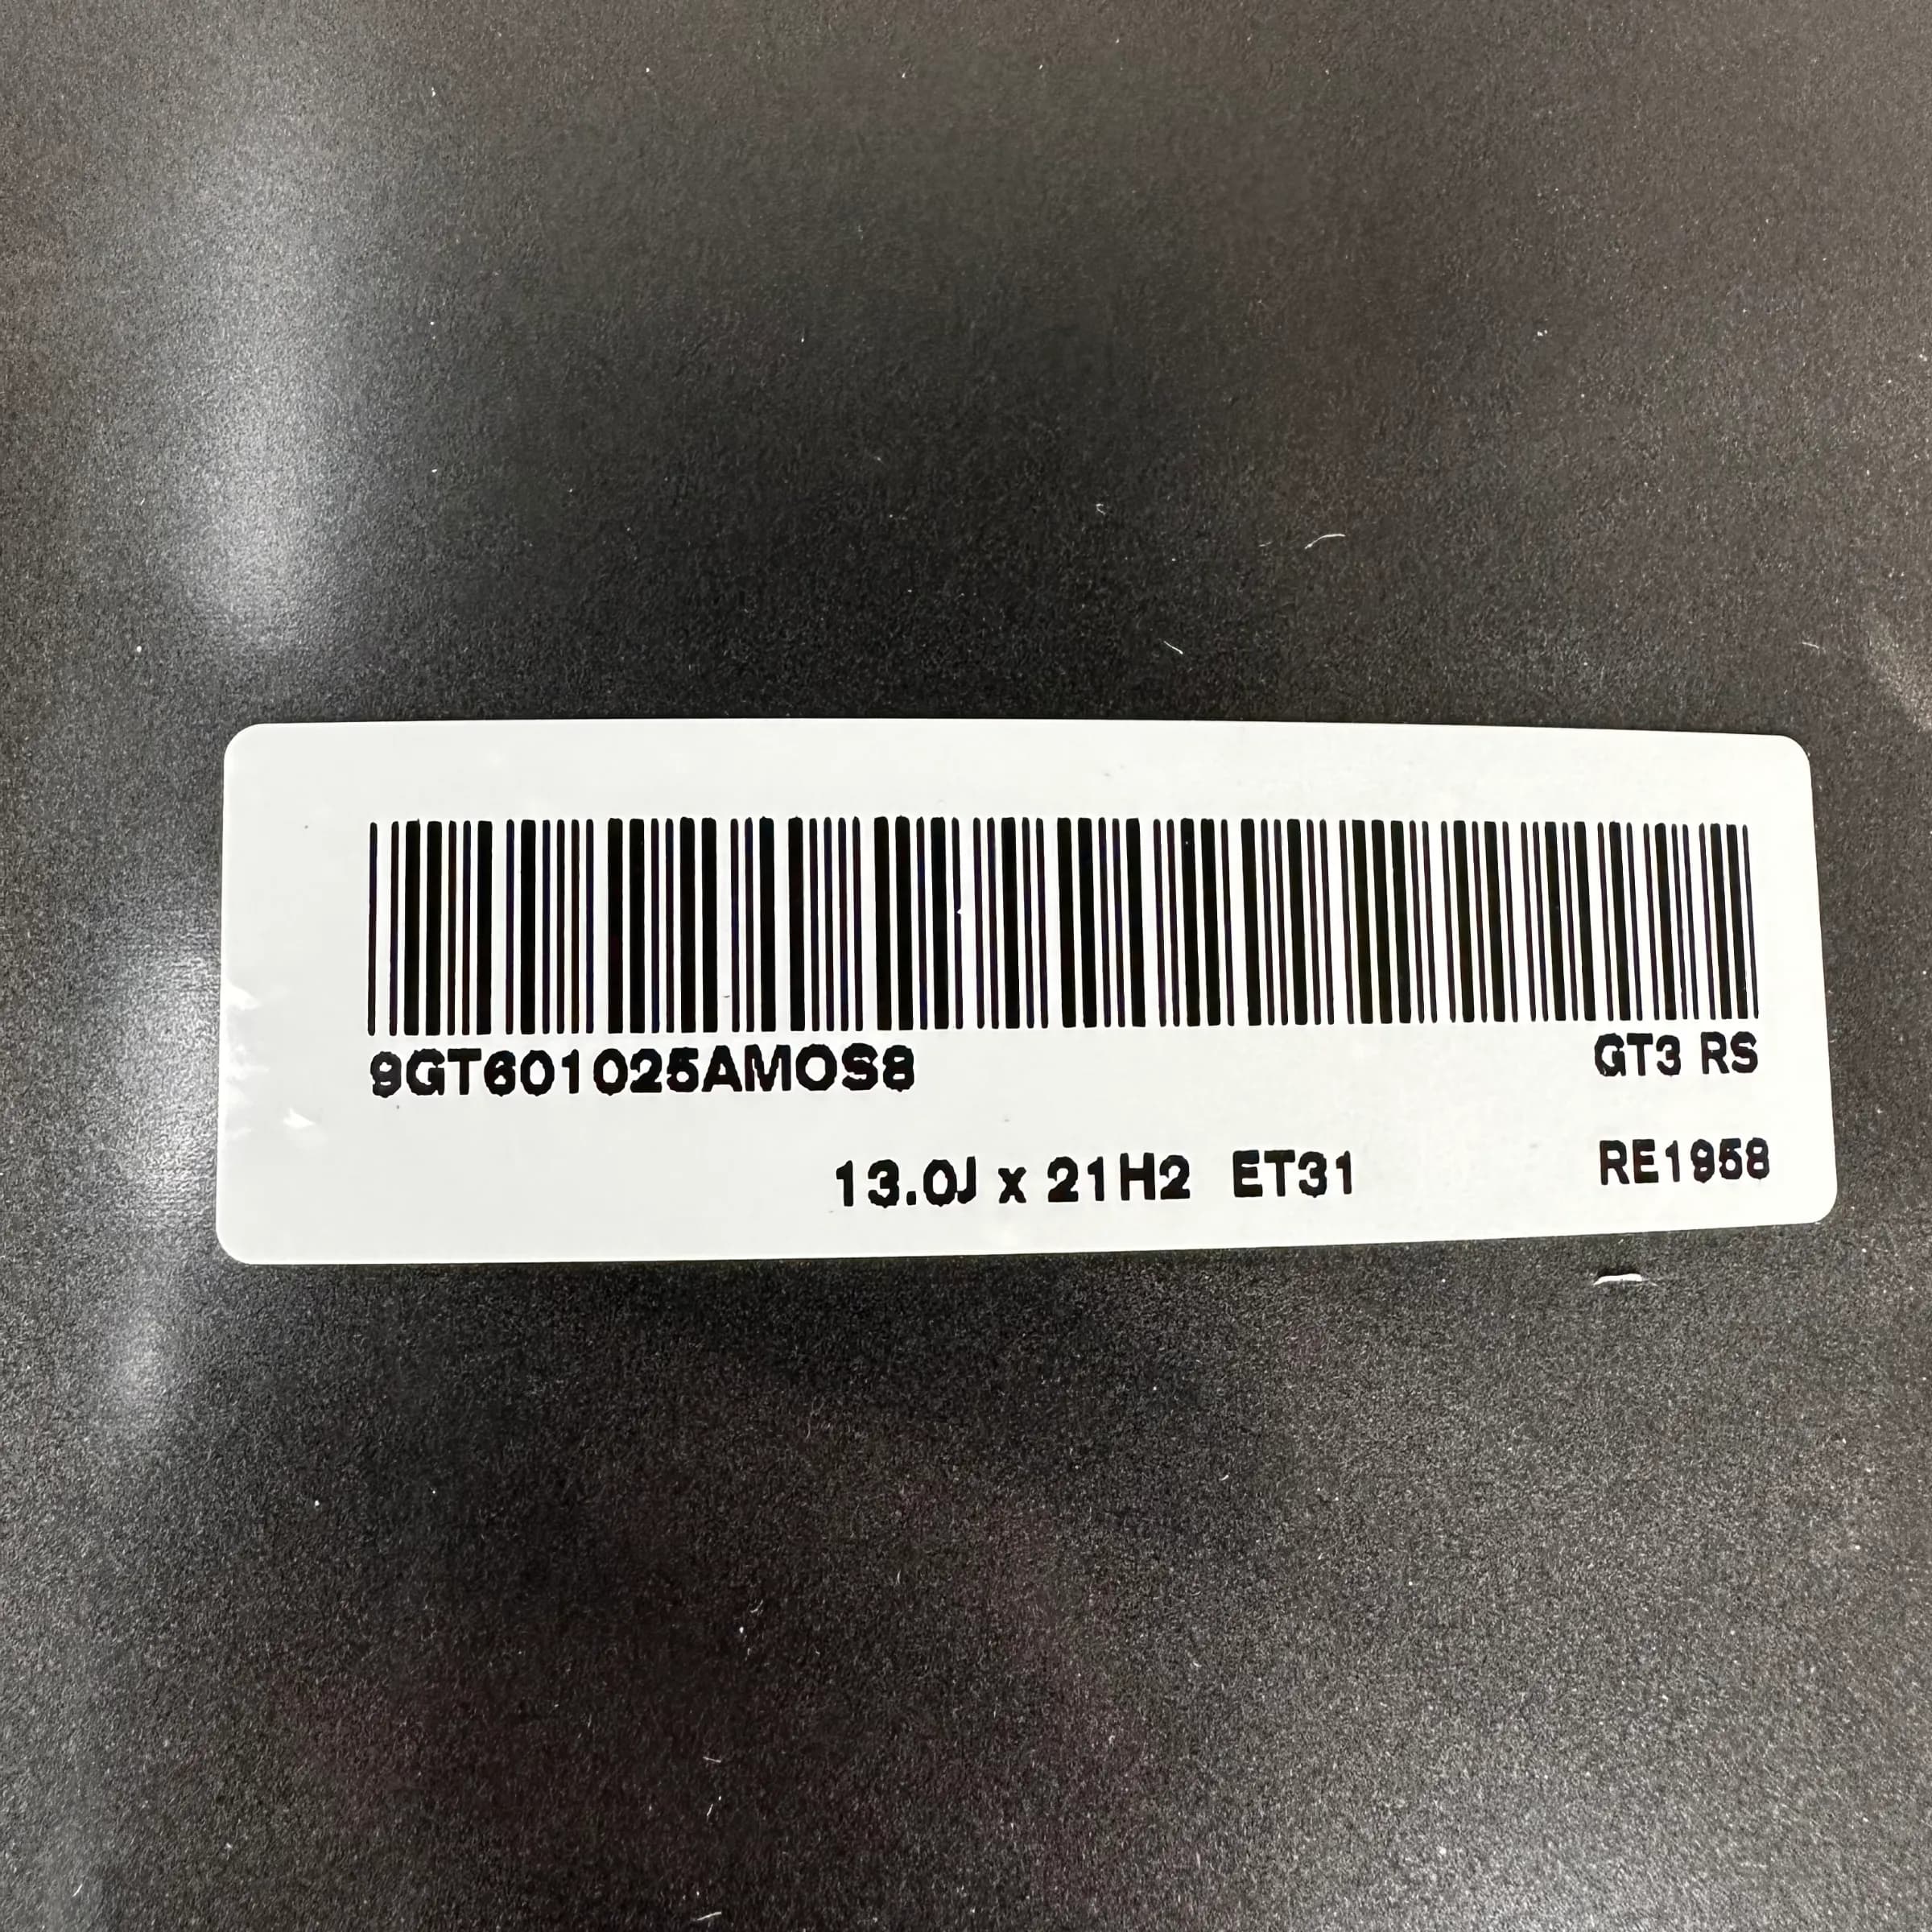 9GT601025AMOS8
GT3 RS
13.0J x 21H2 ET31
RE1958